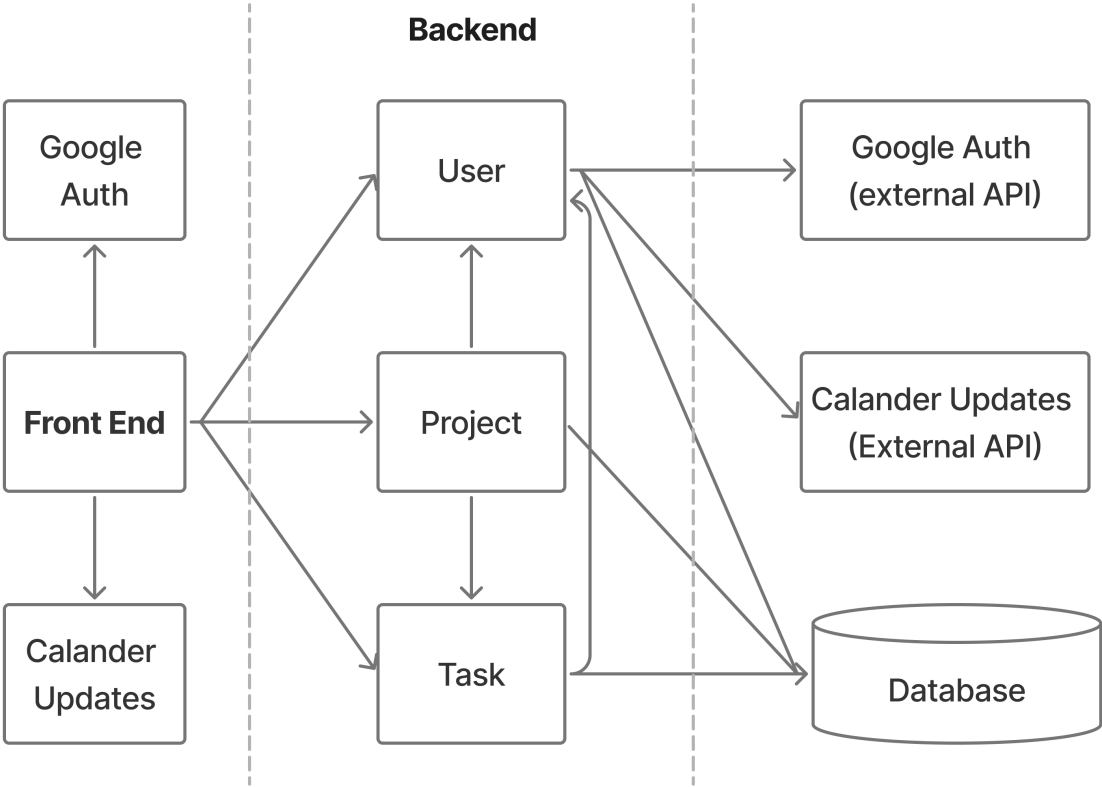 Backend
Google
Auth
User
Google Auth
(external API)
Front End
Project
Calander Updates
(External API)
Calander
Updates
Task
Database